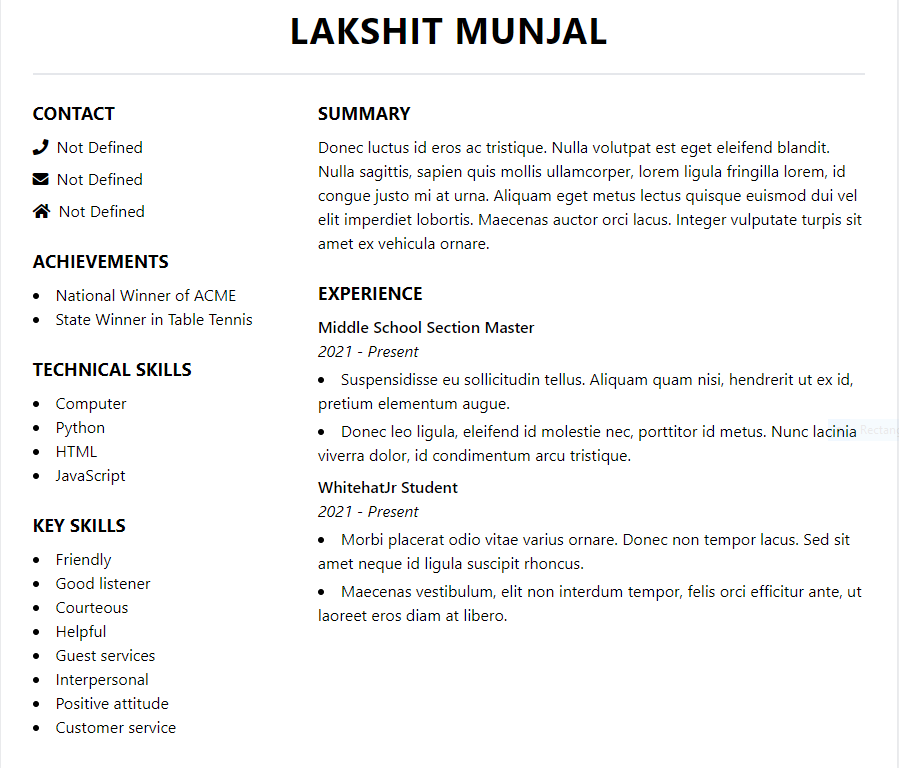 LAKSHIT MUNJAL
CONTACT
Not Defined
Not Defined
Not Defined
ACHIEVEMENTS
National Winner of ACME
State Winner in Table Tennis
TECHNICAL SKILLS
Computer
Python
HTML
JavaScript
KEY SKILLS
Friendly
Good listener
Courteous
Helpful
Guest services
Interpersonal
Positive attitude
Customer service
SUMMARY
Donec luctus id eros ac tristique. Nulla volutpat est eget eleifend blandit.
Nulla sagittis, sapien quis mollis ullamcorper, lorem ligula fringilla lorem, id
congue justo mi at urna. Aliquam eget metus lectus quisque euismod dui vel
elit imperdiet lobortis. Maecenas auctor orci lacus. Integer vulputate turpis sit
amet ex vehicula ornare.
EXPERIENCE
Middle School Section Master
2021 - Present
Suspensidisse eu sollicitudin tellus. Aliquam quam nisi, hendrerit ut ex id,
pretium elementum augue.
Donec leo ligula, eleifend id molestie nec, porttitor id metus. Nunc lacinia
viverra dolor, id condimentum arcu tristique.
WhitehatJr Student
2021 - Present
Morbi placerat odio vitae varius ornare. Donec non tempor lacus. Sed sit
amet neque id ligula suscipit rhoncus.
Maecenas vestibulum, elit non interdum tempor, felis orci efficitur ante, ut
laoreet eros diam at libero.